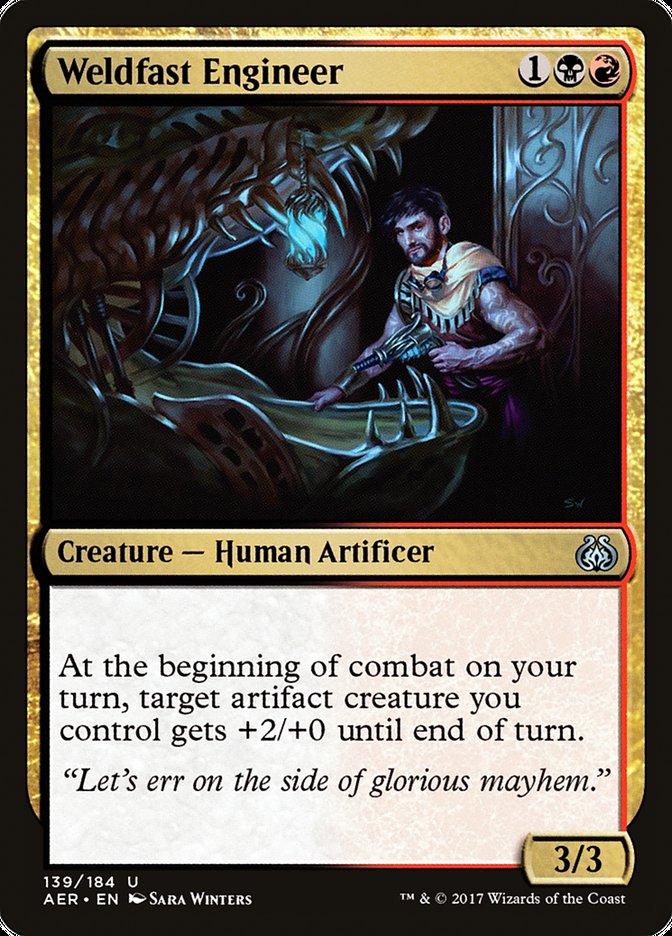 Weldfast Engineer 1
SW
Creature — Human Artificer
At the beginning of combat on your
turn, target artifact creature you
control gets +2/+0 until end of turn.
“Let’s err on the side of glorious mayhem.”
3/3
139/184 U
AER • EN Sara Winters
™ & © 2017 Wizards of the Coast